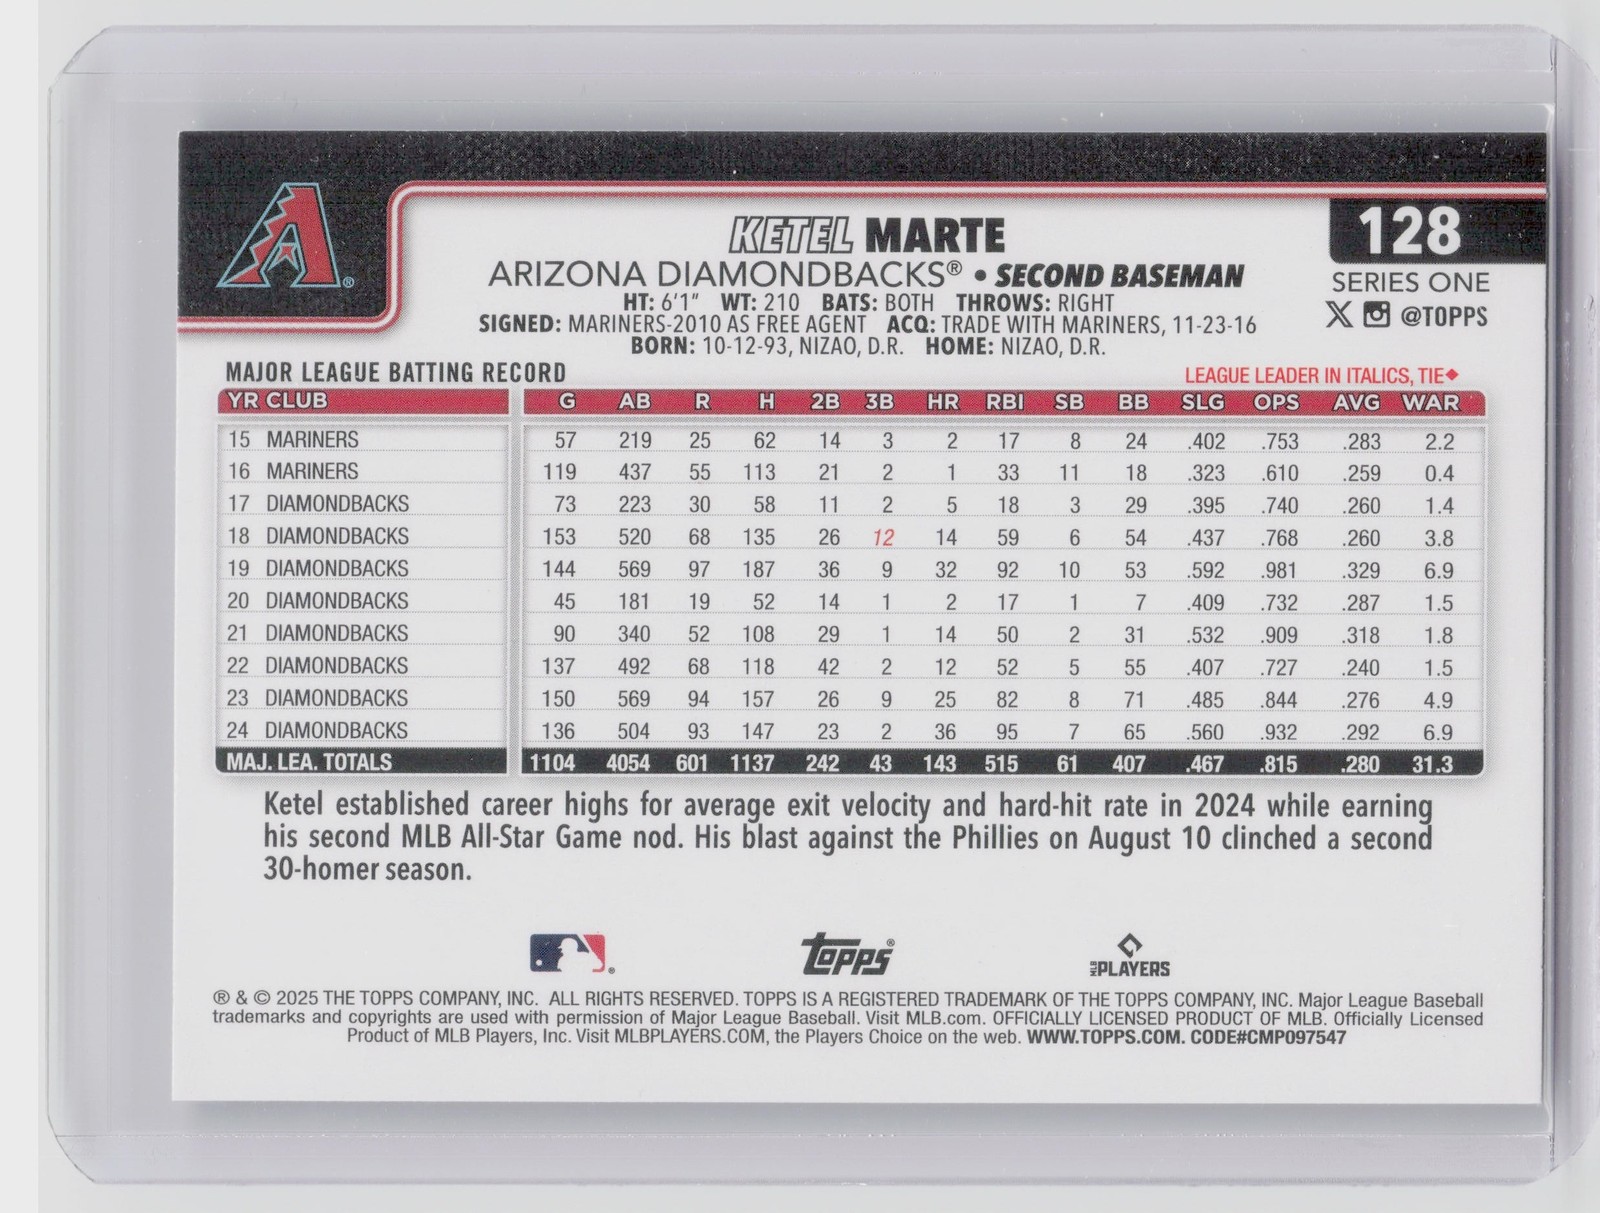 KETEL MARTE
128
ARIZONA DIAMONDBACKS® • SECOND BASEMAN
SERIES ONE
HT: 6'1" WT: 210 BATS: BOTH THROWS: RIGHT
@TOPPS
SIGNED: MARINERS-2010 AS FREE AGENT ACQ: TRADE WITH MARINERS, 11-23-16
BORN: 10-12-93, NIZAO, D.R. HOME: NIZAO, D.R.
MAJOR LEAGUE BATTING RECORD
LEAGUE LEADER IN ITALICS, TIE◆
YR CLUB G AB R H 2B 3B HR RBI SB BB SLG OPS AVG WAR
15 MARINERS 57 219 25 62 14 3 2 17 8 24 .402 .753 .283 2.2
16 MARINERS 119 437 55 113 21 2 1 33 11 18 .323 .610 .259 0.4
17 DIAMONDBACKS 73 223 30 58 11 2 5 18 3 29 .395 .740 .260 1.4
18 DIAMONDBACKS 153 520 68 135 26 12 14 59 6 54 .437 .768 .260 3.8
19 DIAMONDBACKS 144 569 97 187 36 9 32 92 10 53 .592 .981 .329 6.9
20 DIAMONDBACKS 45 181 19 52 14 1 2 17 1 7 .409 .732 .287 1.5
21 DIAMONDBACKS 90 340 52 108 29 1 14 50 2 31 .532 .909 .318 1.8
22 DIAMONDBACKS 137 492 68 118 42 2 12 52 5 55 .407 .727 .240 1.5
23 DIAMONDBACKS 150 569 94 157 26 9 25 82 8 71 .485 .844 .276 4.9
24 DIAMONDBACKS 136 504 93 147 23 2 36 95 7 65 .560 .932 .292 6.9
MAJ. LEA. TOTALS 1104 4054 601 1137 242 43 143 515 61 407 .467 .815 .280 31.3
Ketel established career highs for average exit velocity and hard-hit rate in 2024 while earning
his second MLB All-Star Game nod. His blast against the Phillies on August 10 clinched a second
30-homer season.
TOPPS®
MLB PLAYERS
® & © 2025 THE TOPPS COMPANY, INC. ALL RIGHTS RESERVED. TOPPS IS A REGISTERED TRADEMARK OF THE TOPPS COMPANY, INC. Major League Baseball
trademarks and copyrights are used with permission of Major League Baseball. Visit MLB.com. OFFICIALLY LICENSED PRODUCT OF MLB. Officially Licensed
Product of MLB Players, Inc. Visit MLBPLAYERS.COM, the Players Choice on the web. WWW.TOPPS.COM. CODE#CMP097547